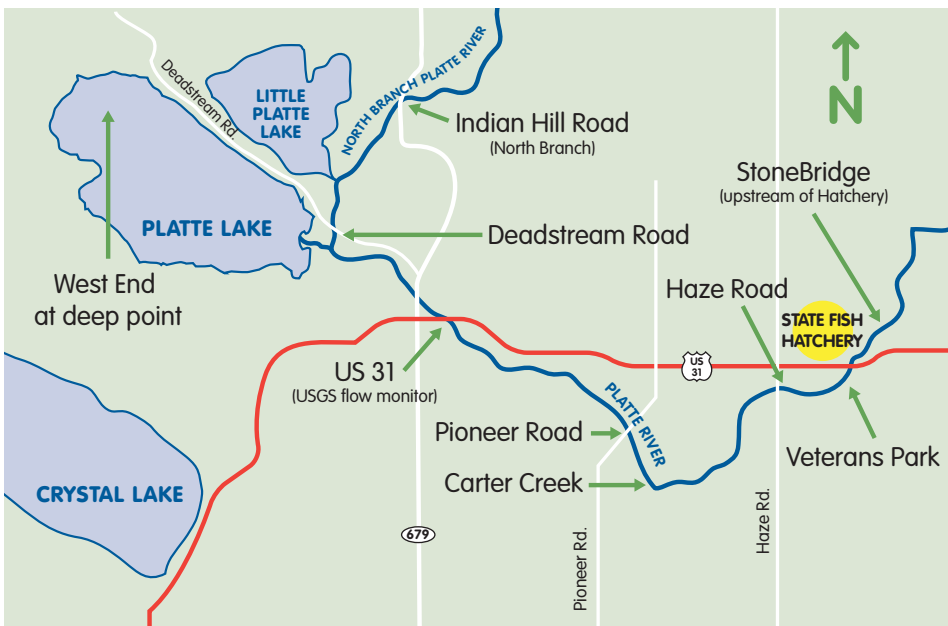 Deadstream Rd.
LITTLE
PLATTE
LAKE
NORTH BRANCH PLATTE RIVER
N
Indian Hill Road
(North Branch)
StoneBridge
(upstream of Hatchery)
PLATTE LAKE
Deadstream Road
West End
at deep point
Haze Road
STATE FISH
HATCHERY
US 31
(USGS flow monitor)
US
31
PLATTE RIVER
Pioneer Road
Veterans Park
Carter Creek
CRYSTAL LAKE
679
Pioneer Rd.
Haze Rd.